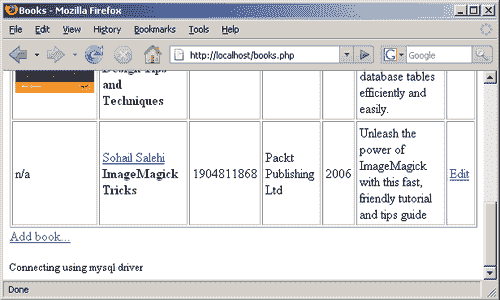 Books - Mozilla Firefox
File Edit View History Bookmarks Tools Help
http://localhost/books.php
Google
Design Tips and Techniques
database tables efficiently and easily.
n/a
Sohail Salehi
ImageMagick Tricks
1904811868
Packt Publishing Ltd
2006
Unleash the power of ImageMagick with this fast, friendly tutorial and tips guide
Edit
Add book...
Connecting using mysql driver
Done